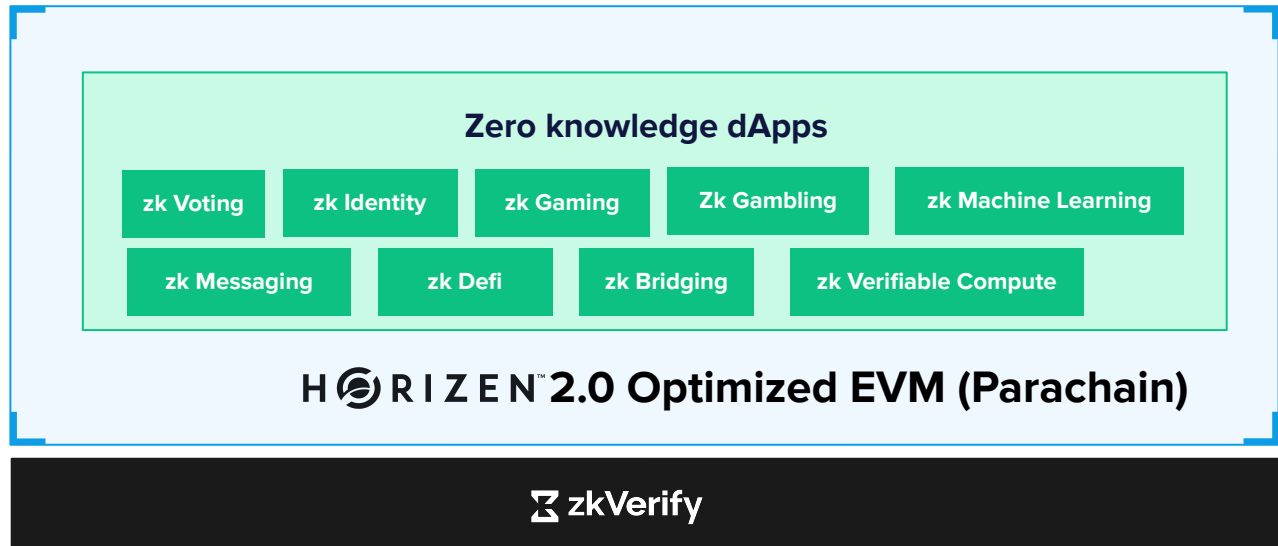 Zero knowledge dApps
zk Voting zk Identity zk Gaming Zk Gambling zk Machine Learning
zk Messaging zk Defi zk Bridging zk Verifiable Compute
HORIZEN™ 2.0 Optimized EVM (Parachain)
zkVerify